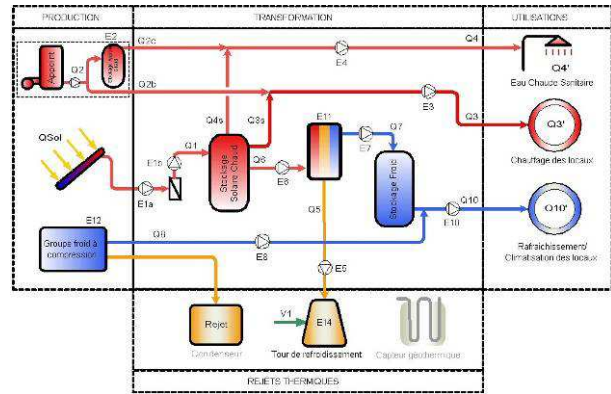 PRODUCTION
TRANSFORMATION
UTILISATIONS
E2
Q2c
Q4
Appoint
Q2
E4
Q4'
Eau Chaude Sanitaire
Q2b
E3
Q3
Q3'
Chauffage des locaux
QSol
Q1
E1b
E1a
Q4s
Q3s
Stockage
Solaire Chaud
Q6
E6
E11
Q7
E7
Stockage Froid
Q5
Q10
E10
Q10'
Rafraichissement/
Climatisation des locaux
E12
Groupe froid à
compression
E8
E5
Rejet
Condenseur
V1
E14
Tour de refroidissement
Capteur géothermique
REJETS THERMIQUES